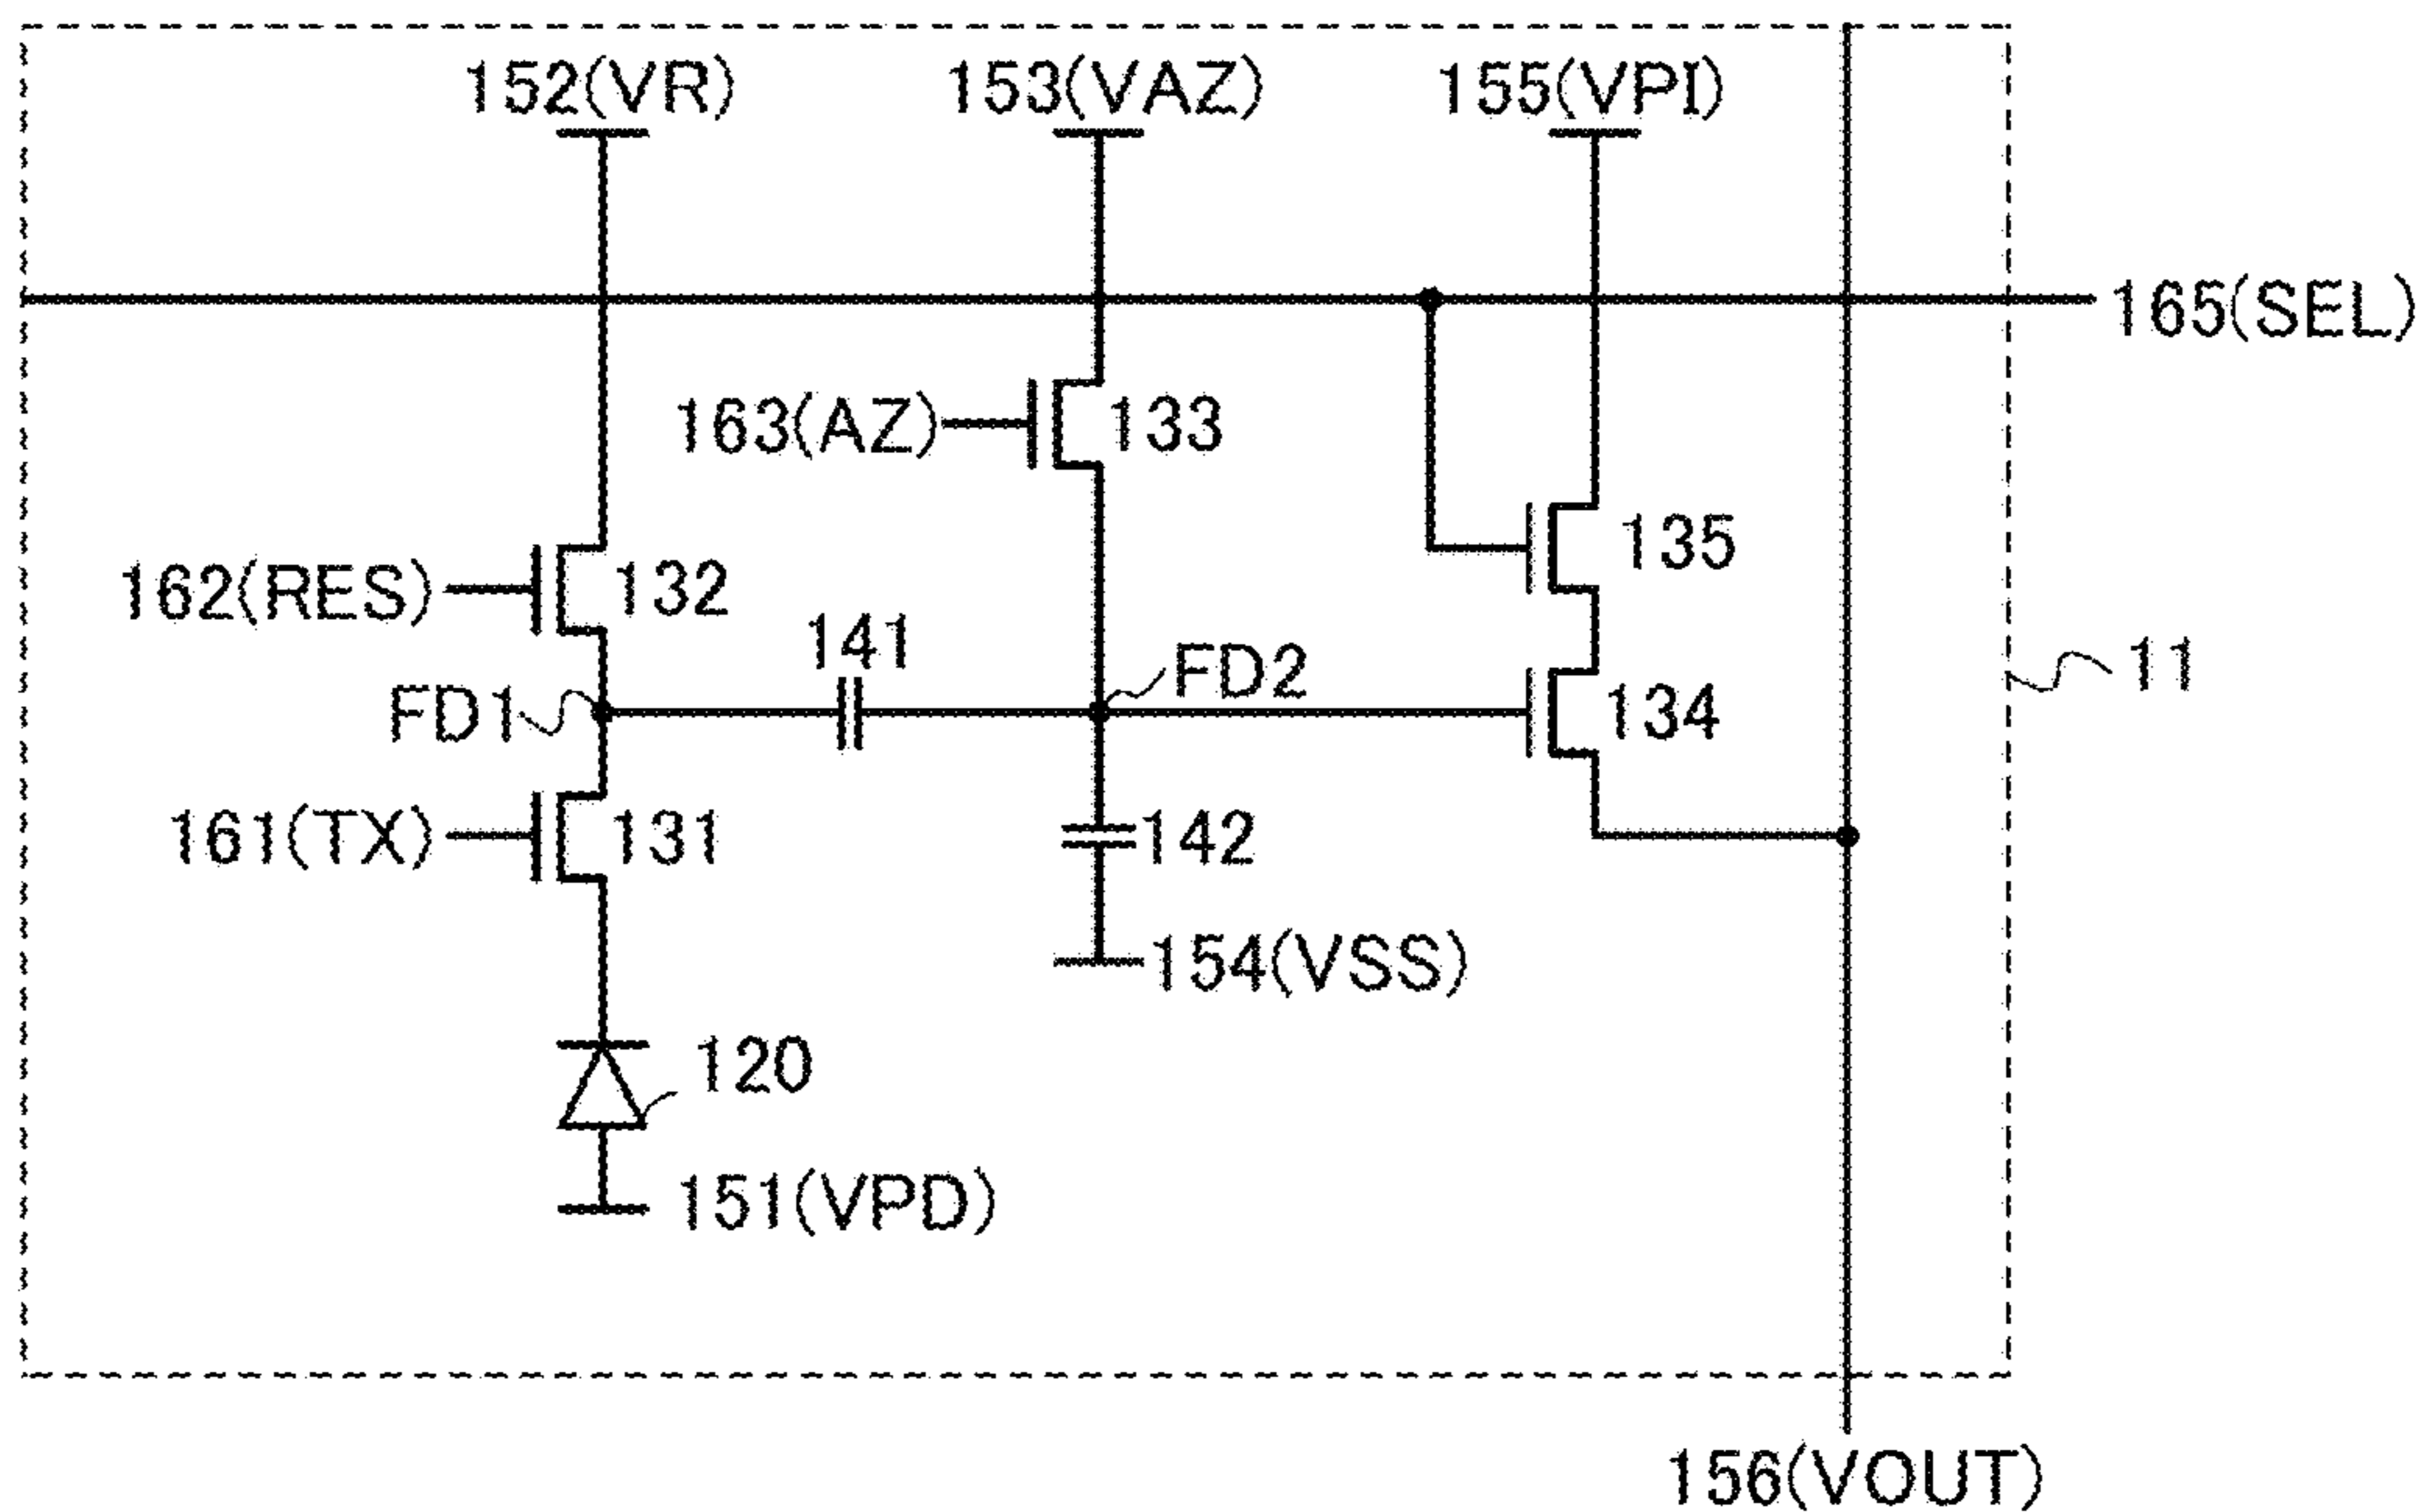 152(VR)
153(VAZ)
155(VPI)
165(SEL)
163(AZ)
133
135
162(RES)
132
141
FD2
11
FD1
134
161(TX)
131
142
154(VSS)
120
151(VPD)
156(VOUT)